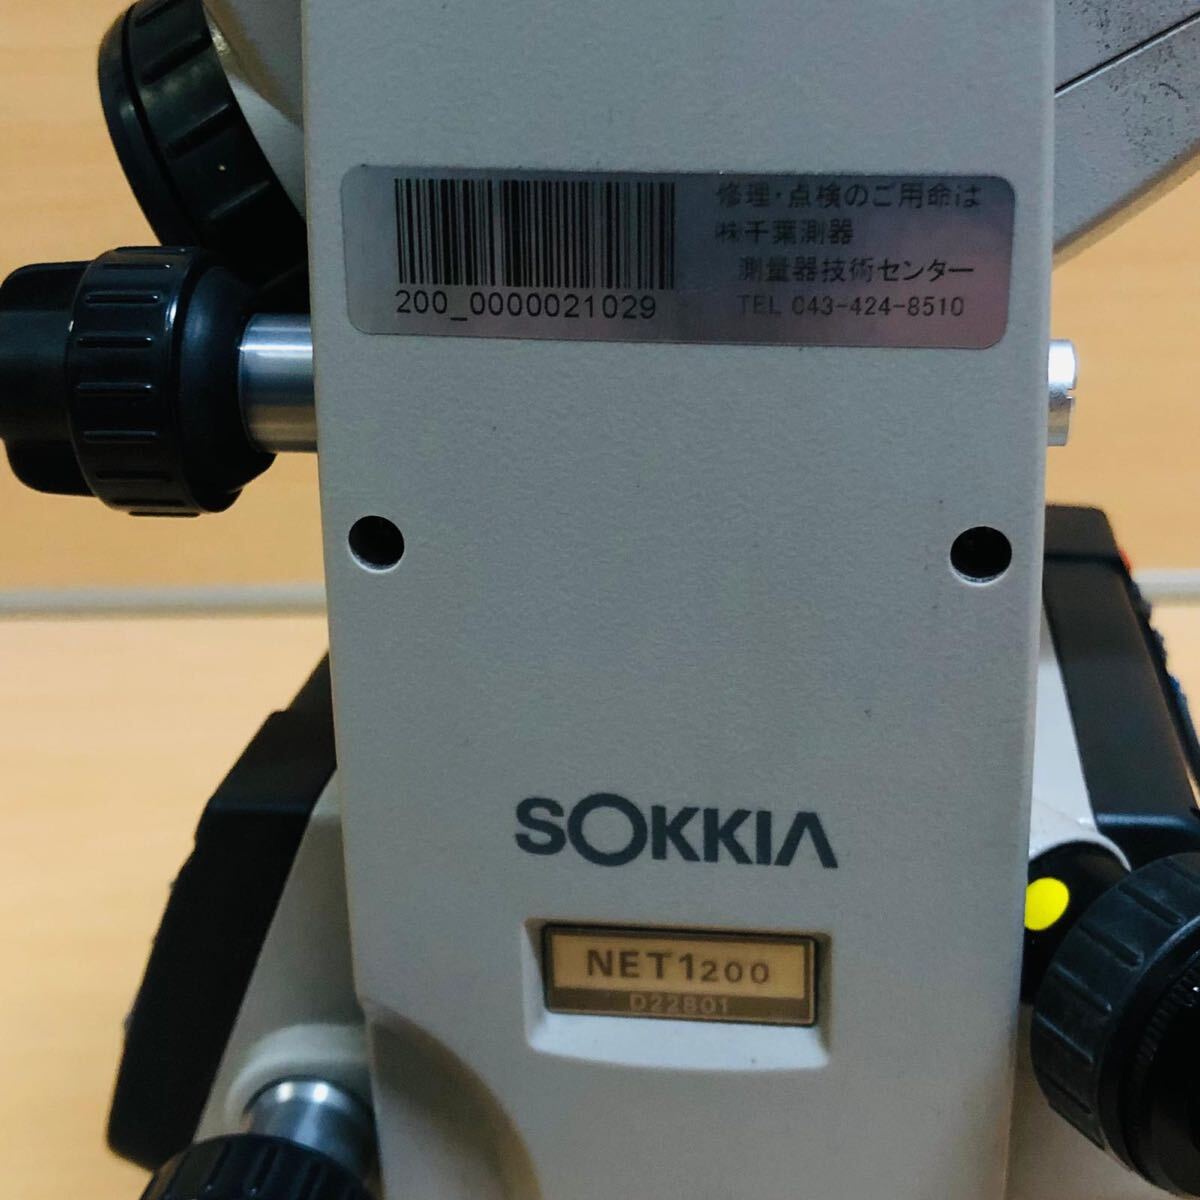 修理・点検のご用命は
㈱千葉測器
測量器技術センター
TEL 043-424-8510
200_0000021029
SOKKIA
NET1200
D22801